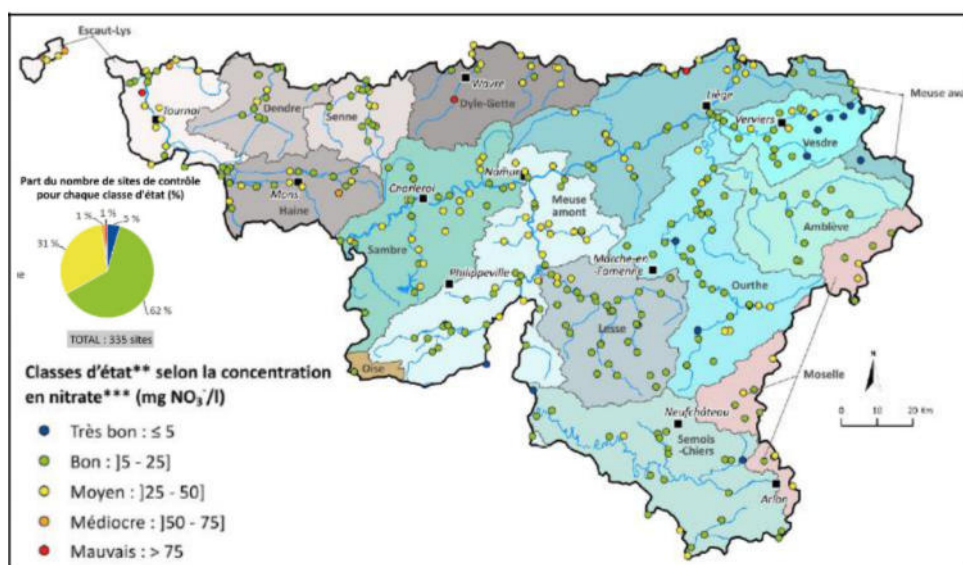 Escaut-Lys
Wavre
Dyle-Gette
Liège
Meuse ava
Tournai
Dendre
Senne
Verviers
Vesdre
Part du nombre de sites de contrôle
pour chaque classe d'état (%)
Mons
Haine
Charleroi
Namur
Meuse
amont
Amblève
1 %
1 %
5 %
31 %
62 %
TOTAL : 335 sites
Sambre
Philippeville
Marche-en
-Famenne
Ourthe
Lesse
Oise
Moselle
N
0 10 20 Km
Classes d'état** selon la concentration
en nitrate*** (mg NO₃⁻/l)
Neufchâteau
Semois
-Chiers
Arlon
Très bon : ≤ 5
Bon : ]5 - 25]
Moyen : ]25 - 50]
Médiocre : ]50 - 75]
Mauvais : > 75